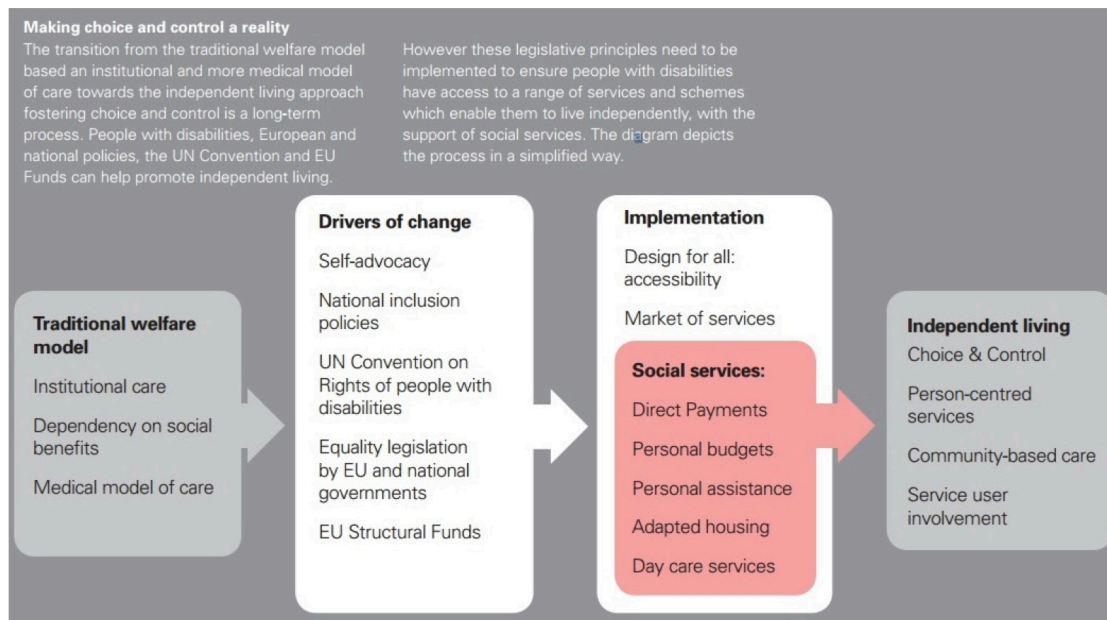 Making choice and control a reality
The transition from the traditional welfare model
based an institutional and more medical model
of care towards the independent living approach
fostering choice and control is a long-term
process. People with disabilities, European and
national policies, the UN Convention and EU
Funds can help promote independent living.
However these legislative principles need to be
implemented to ensure people with disabilities
have access to a range of services and schemes
which enable them to live independently, with the
support of social services. The diagram depicts
the process in a simplified way.
Traditional welfare
model
Institutional care
Dependency on social
benefits
Medical model of care
Drivers of change
Self-advocacy
National inclusion
policies
UN Convention on
Rights of people with
disabilities
Equality legislation
by EU and national
governments
EU Structural Funds
Implementation
Design for all:
accessibility
Market of services
Social services:
Direct Payments
Personal budgets
Personal assistance
Adapted housing
Day care services
Independent living
Choice & Control
Person-centred
services
Community-based care
Service user
involvement